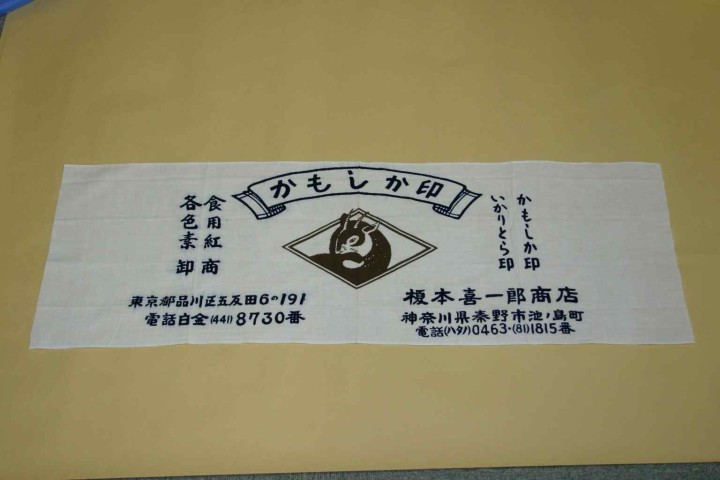 かもしか印
かもしか印
いかりとら印
食用紅
各色素
卸商
榎本喜一郎商店
神奈川県秦野市池ノ島町
電話(ハタノ)0463-(81)1815番
東京都品川区五反田6の191
電話白金(441)8730番